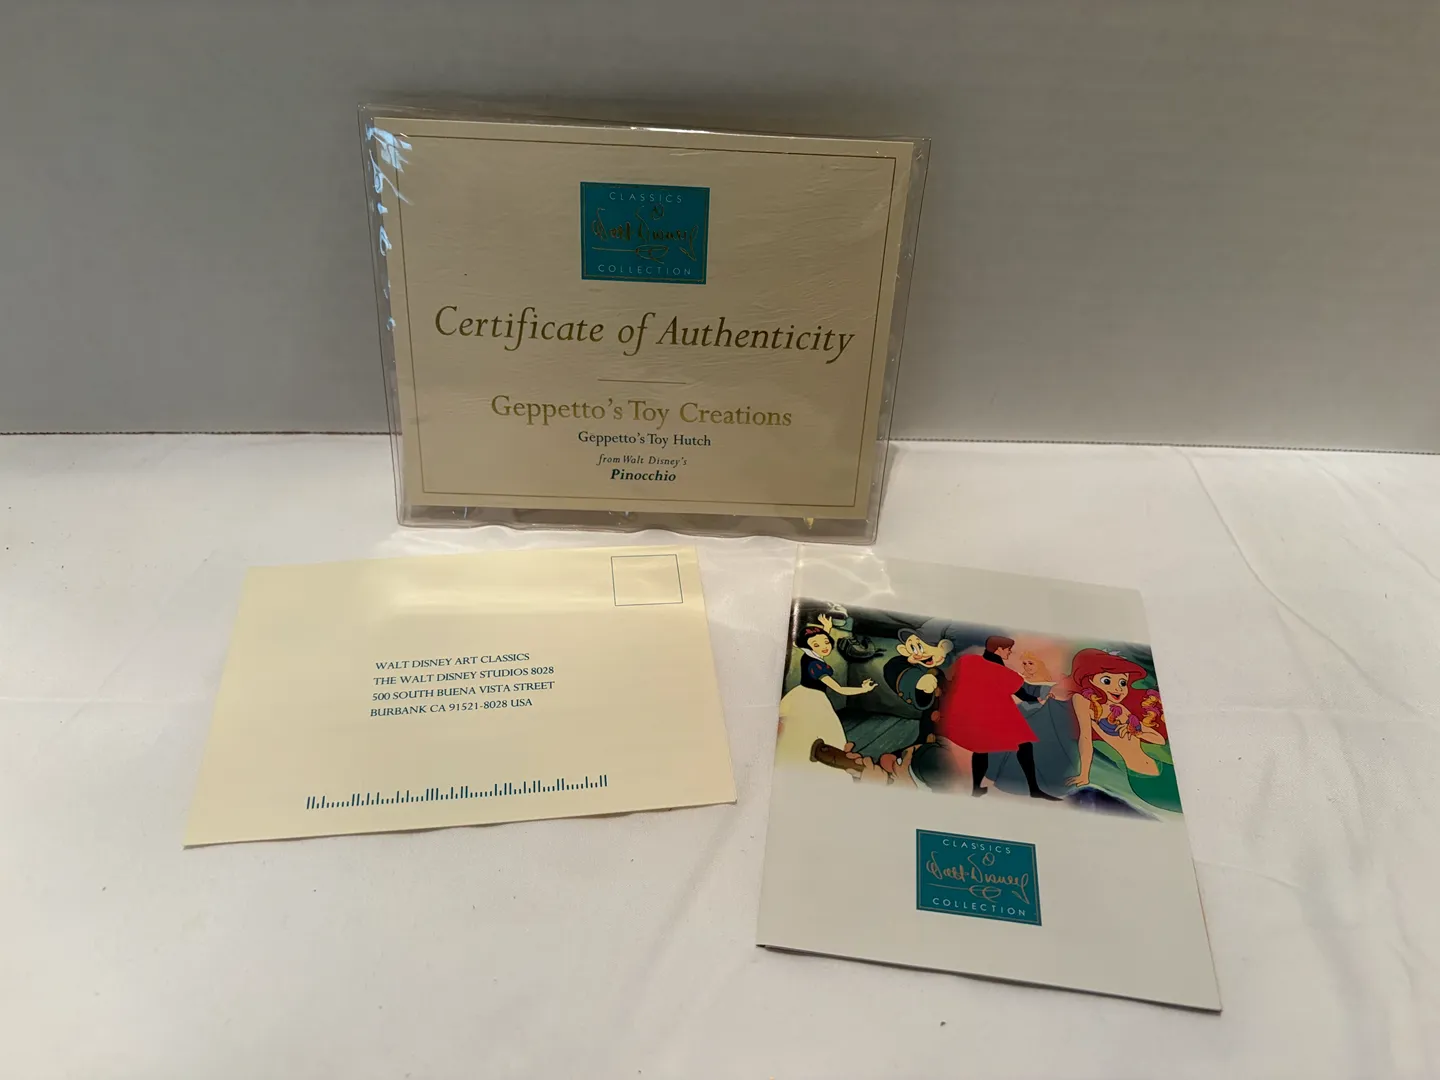 CLASSICS
Walt Disney
COLLECTION
Certificate of Authenticity
Geppetto's Toy Creations
Geppetto's Toy Hutch
from Walt Disney's
Pinocchio
WALT DISNEY ART CLASSICS
THE WALT DISNEY STUDIOS 8028
500 SOUTH BUENA VISTA STREET
BURBANK CA 91521-8028 USA
CLASSICS
Walt Disney
COLLECTION